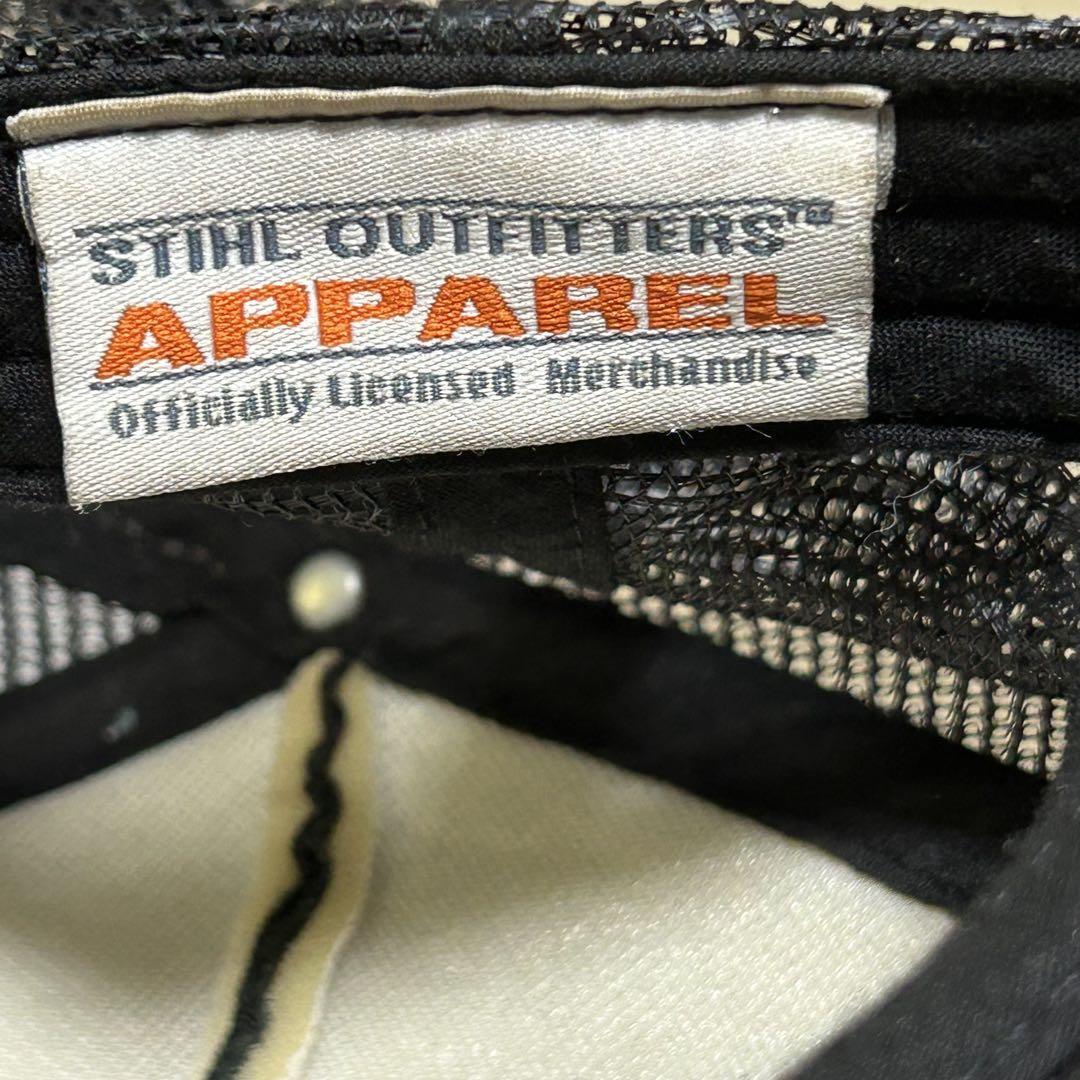 STIHL OUTFITTERS™
APPAREL
Officially Licensed Merchandise